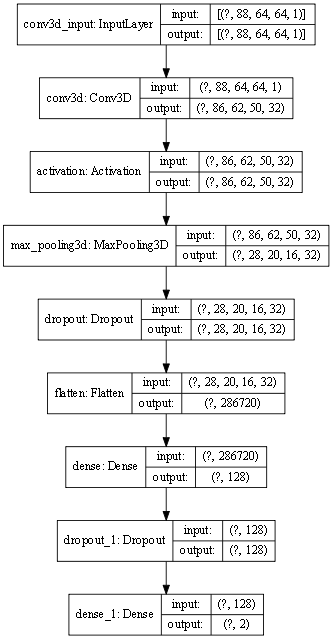 conv3d_input: InputLayer
input: [(?, 88, 64, 64, 1)]
output: [(?, 88, 64, 64, 1)]
conv3d: Conv3D
input: (?, 88, 64, 64, 1)
output: (?, 86, 62, 50, 32)
activation: Activation
input: (?, 86, 62, 50, 32)
output: (?, 86, 62, 50, 32)
max_pooling3d: MaxPooling3D
input: (?, 86, 62, 50, 32)
output: (?, 28, 20, 16, 32)
dropout: Dropout
input: (?, 28, 20, 16, 32)
output: (?, 28, 20, 16, 32)
flatten: Flatten
input: (?, 28, 20, 16, 32)
output: (?, 286720)
dense: Dense
input: (?, 286720)
output: (?, 128)
dropout_1: Dropout
input: (?, 128)
output: (?, 128)
dense_1: Dense
input: (?, 128)
output: (?, 2)